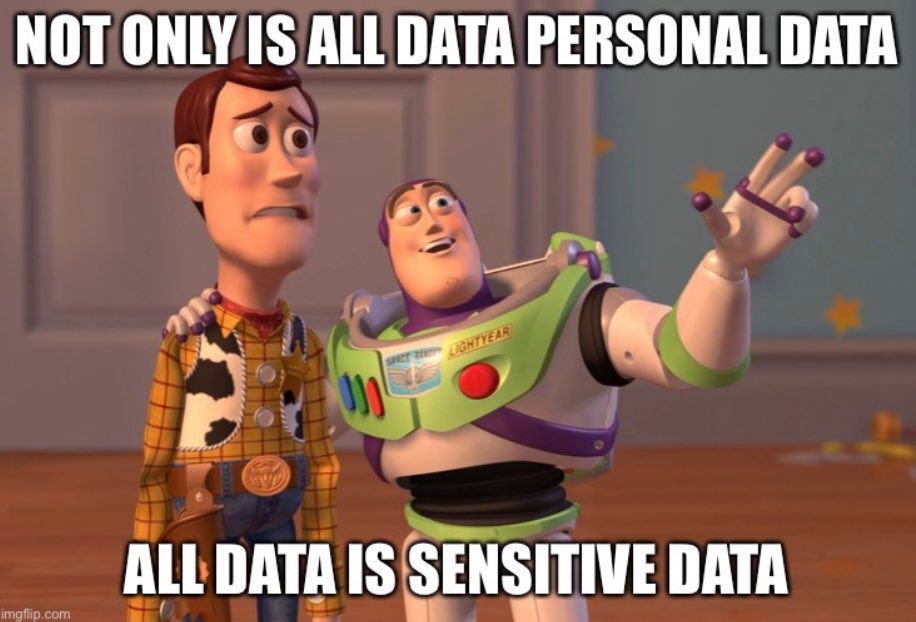 NOT ONLY IS ALL DATA PERSONAL DATA
SPACE RANGER
LIGHTYEAR
ALL DATA IS SENSITIVE DATA
imgflip.com